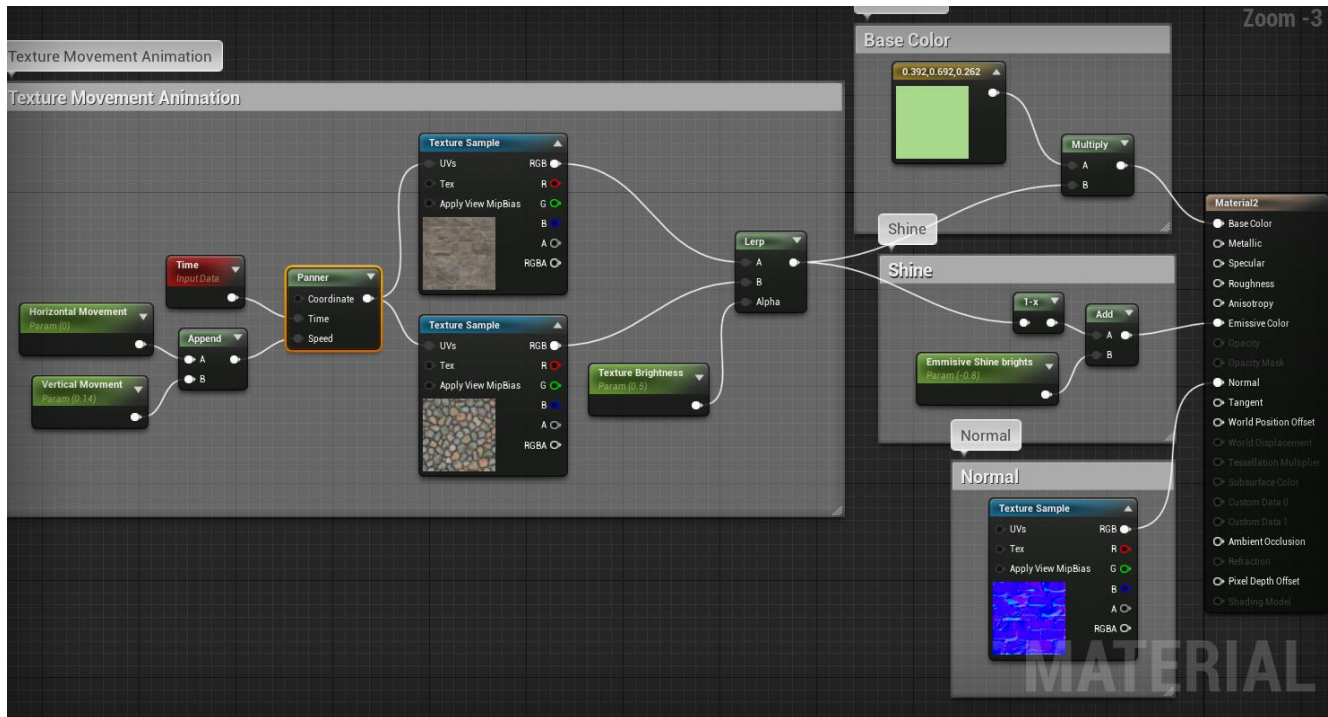 Zoom -3
Texture Movement Animation
Texture Movement Animation
Horizontal Movement
Param (0)
Vertical Movment
Param (0.14)
Time
Input Data
Append
A
B
Panner
Coordinate
Time
Speed
Texture Sample
UVs RGB
Tex R
Apply View MipBias G
B
A
RGBA
Texture Sample
UVs RGB
Tex R
Apply View MipBias G
B
A
RGBA
Texture Brightness
Param (0.5)
Lerp
A
B
Alpha
Base Color
0.392,0.692,0.262
Multiply
A
B
Shine
Shine
1-x
Add
A
B
Emmisive Shine brights
Param (-0.8)
Normal
Normal
Texture Sample
UVs RGB
Tex R
Apply View MipBias G
B
A
RGBA
Material2
Base Color
Metallic
Specular
Roughness
Anisotropy
Emissive Color
Opacity
Opacity Mask
Normal
Tangent
World Position Offset
World Displacement
Tessellation Multiplier
Subsurface Color
Custom Data 0
Custom Data 1
Ambient Occlusion
Refraction
Pixel Depth Offset
Shading Model
MATERIAL